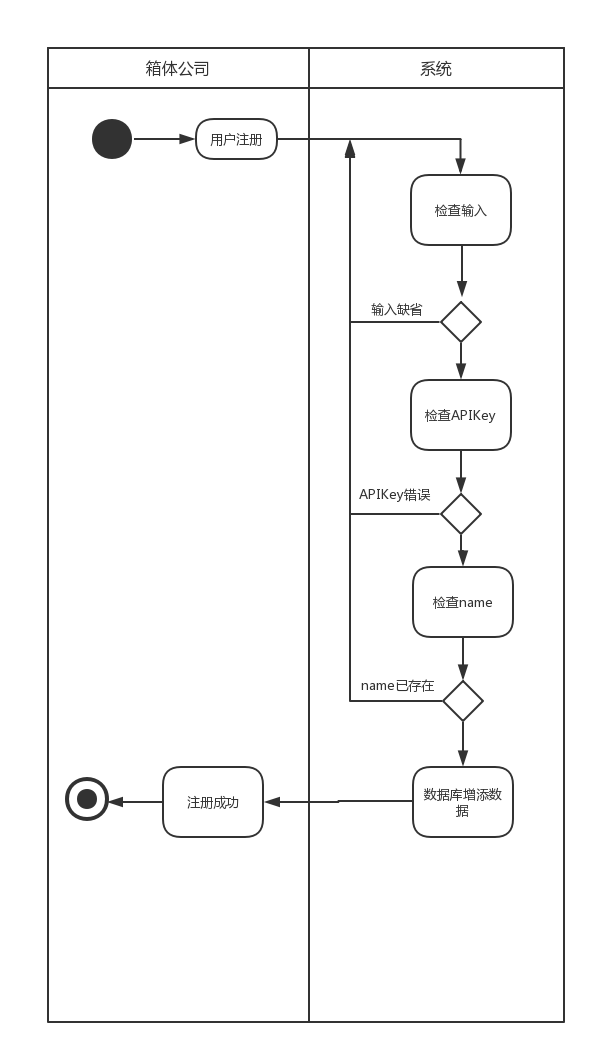 箱体公司
系统
用户注册
检查输入
输入缺省
检查APIKey
APIKey错误
检查name
name已存在
数据库增添数
据
注册成功